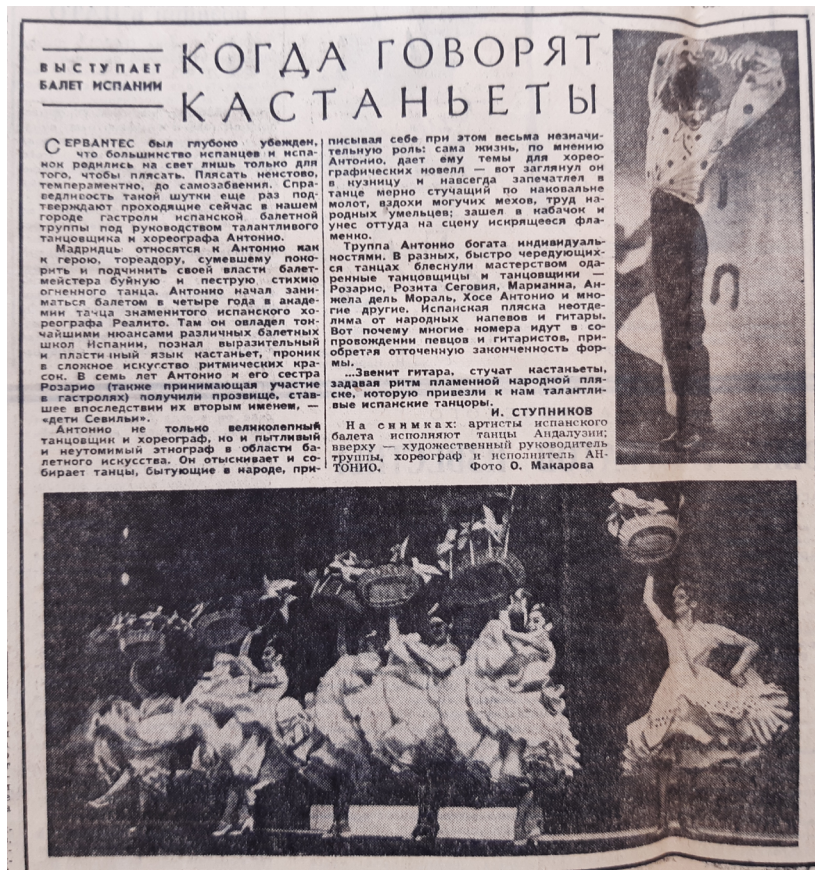 ВЫСТУПАЕТ
БАЛЕТ ИСПАНИИ
КОГДА ГОВОРЯТ
КАСТАНЬЕТЫ
СЕРВАНТЕС был глубоко убежден,
что большинство испанцев и испа-
нок родились на свет лишь только для
того, чтобы плясать. Плясать неистово,
темпераментно, до самозабвения. Спра-
ведливость такой шутки еще раз под-
тверждают проходящие сейчас в нашем
городе гастроли испанской балетной
труппы под руководством талантливого
танцовщика и хореографа Антонио.
Мадридцы относятся к Антонио как
к герою, тореадору, сумевшему поко-
рить и подчинить своей власти балет-
мейстера буйную и пеструю стихию
огненного танца. Антонио начал зани-
маться балетом в четыре года в акаде-
мии танца знаменитого испанского хо-
реографа Реалито. Там он овладел тон-
чайшими нюансами различных балетных
школ Испании, познал выразительный
и пластичный язык кастаньет, проник
в сложное искусство ритмических кра-
сок. В семь лет Антонио и его сестра
Розарио (также принимающая участие
в гастролях) получили прозвище, став-
шее впоследствии их вторым именем, —
«дети Севильи».
Антонио не только великолепный
танцовщик и хореограф, но и пытливый
и неутомимый этнограф в области ба-
летного искусства. Он отыскивает и со-
бирает танцы, бытующие в народе, при-
писывая себе при этом весьма незначи-
тельную роль: сама жизнь, по мнению
Антонио, дает ему темы для хорео-
графических новелл — вот заглянул он
в кузницу и навсегда запечатлел в
танце мерно стучащий по наковальне
молот, вздохи могучих мехов, труд на-
родных умельцев; зашел в кабачок и
унес оттуда на сцену искрящееся фла-
менко.
Труппа Антонио богата индивидуаль-
ностями. В разных, быстро чередующих-
ся танцах блеснули мастерством ода-
ренные танцовщицы и танцовщики —
Розарио, Розита Сеговия, Марианна, Ан-
жела дель Мораль, Хосе Антонио и мно-
гие другие. Испанская пляска неотде-
лима от народных напевов и гитары.
Вот почему многие номера идут в со-
провождении певцов и гитаристов, при-
обретая отточенную законченность фор-
мы.
...Звенит гитара, стучат кастаньеты,
задавая ритм пламенной народной пля-
ске, которую привезли к нам талантли-
вые испанские танцоры.
И. СТУПНИКОВ
На снимках: артисты испанского
балета исполняют танцы Андалузии;
вверху — художественный руководитель
труппы, хореограф и исполнитель АН-
ТОНИО. Фото О. Макарова